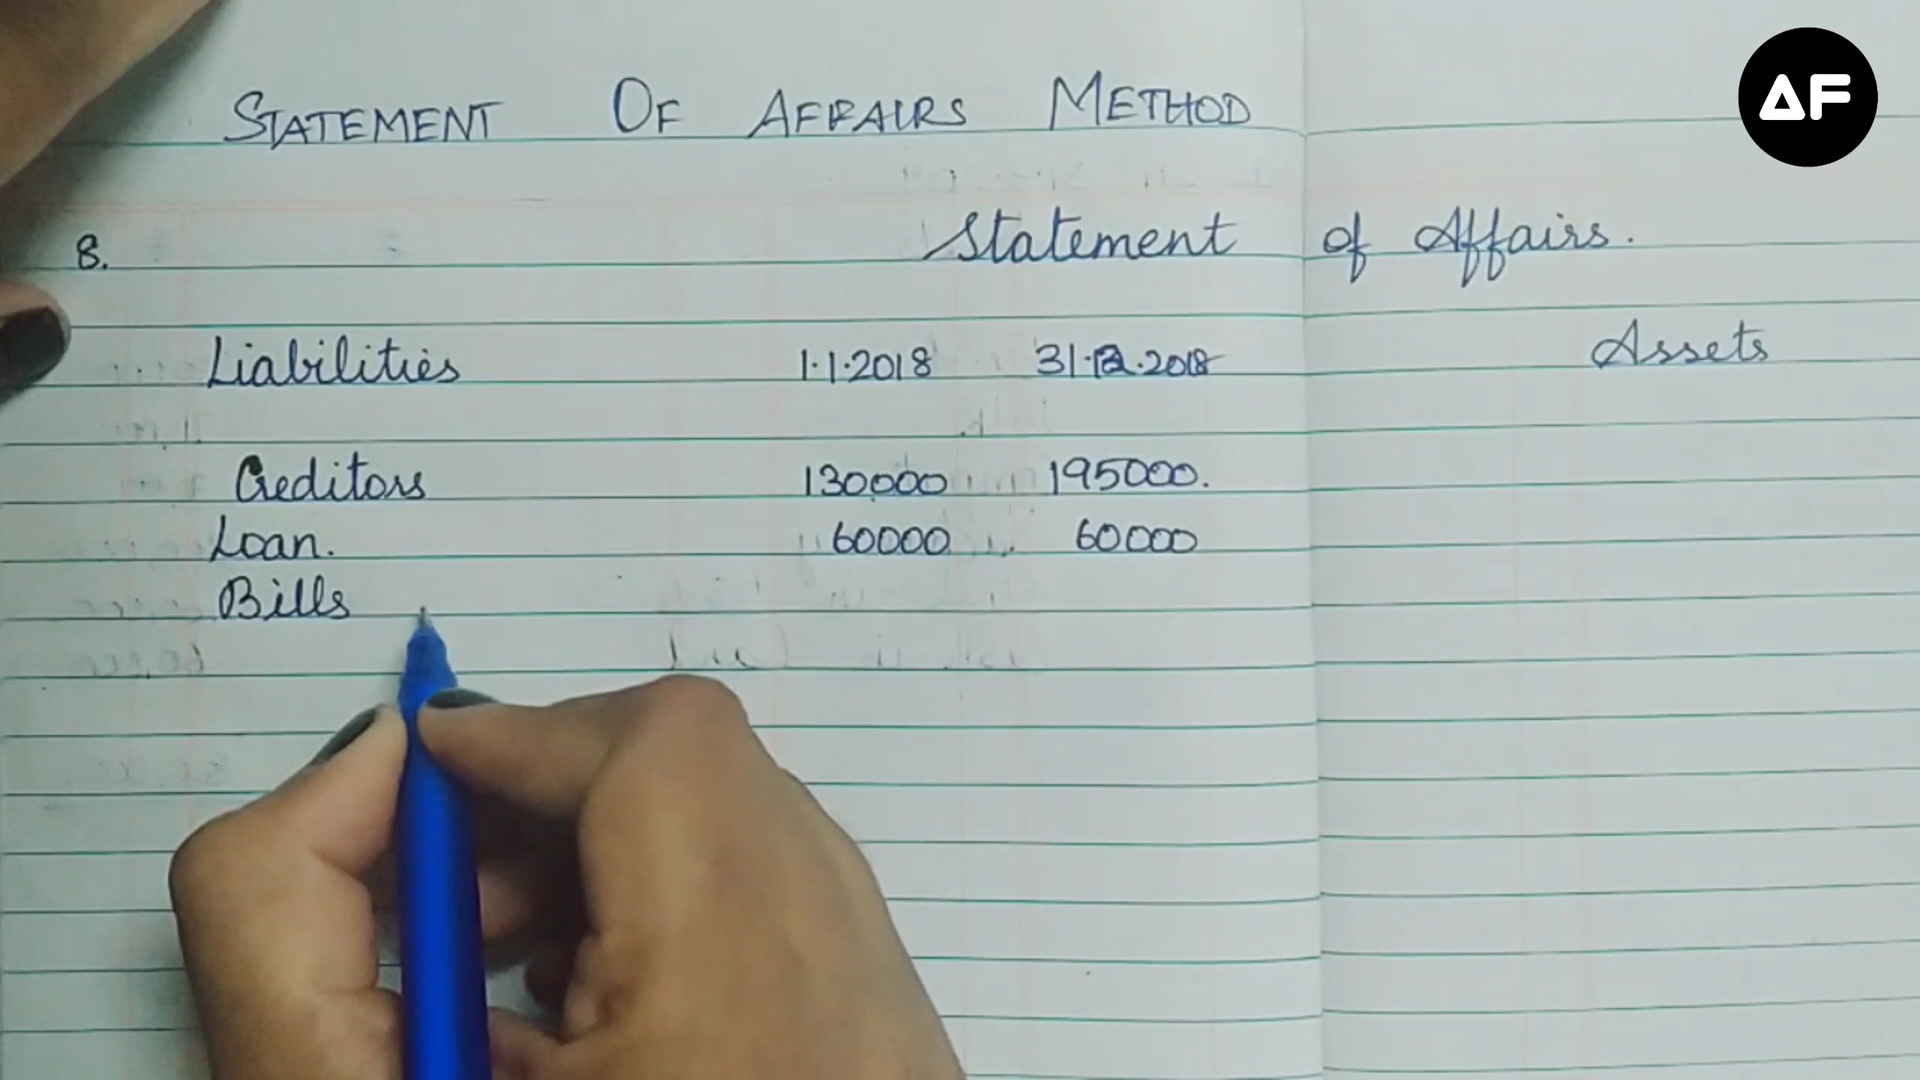 AF
STATEMENT OF AFFAIRS METHOD
8. Statement of Affairs.
Liabilities 1.1.2018 31.12.2018 Assets
Creditors 130000 195000.
Loan. 60000 60000
Bills